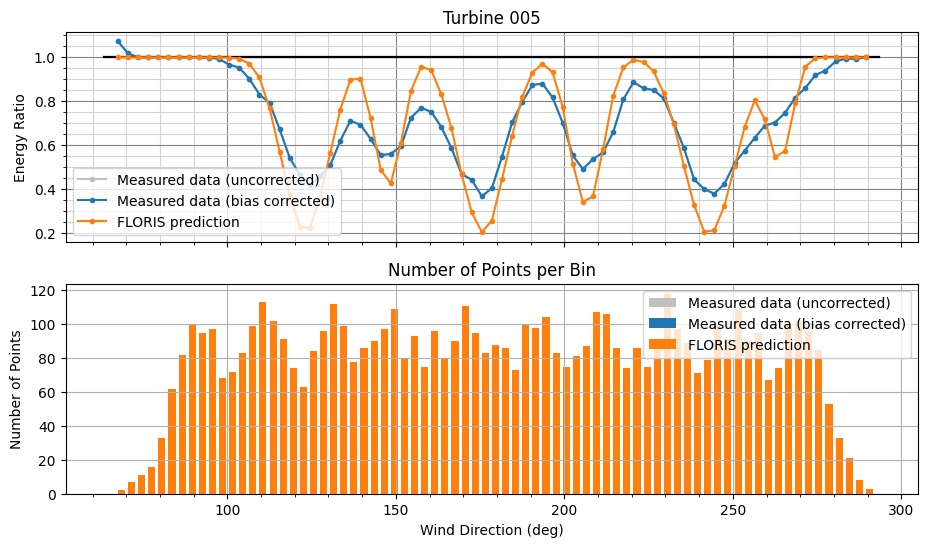 Turbine 005
Energy Ratio
1.0
0.8
0.6
0.4
0.2
Measured data (uncorrected)
Measured data (bias corrected)
FLORIS prediction
Number of Points per Bin
Number of Points
120
100
80
60
40
20
0
Measured data (uncorrected)
Measured data (bias corrected)
FLORIS prediction
100
150
200
250
300
Wind Direction (deg)